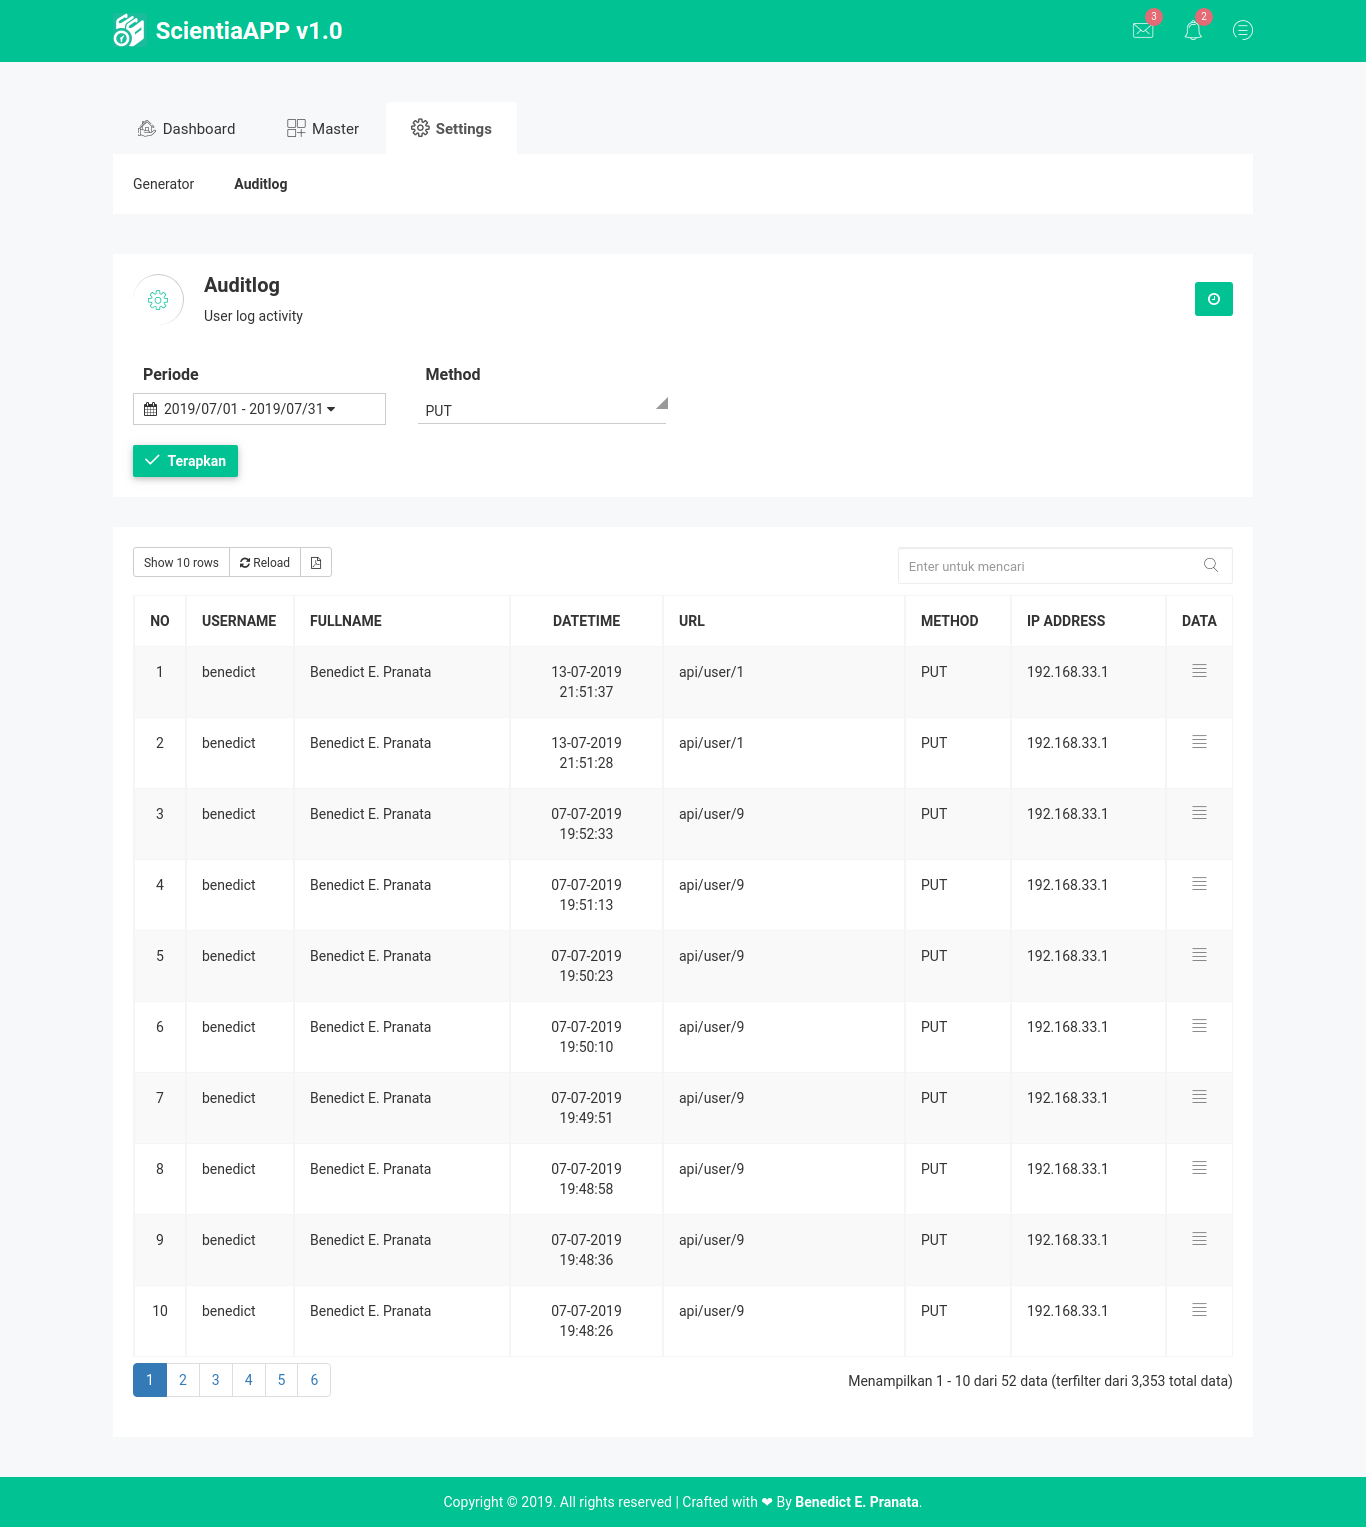 ScientiaAPP v1.0
3
2
Dashboard
Master
Settings
Generator
Auditlog
Auditlog
User log activity
Periode
Method
2019/07/01 - 2019/07/31
PUT
Terapkan
Show 10 rows
Reload
Enter untuk mencari
NO USERNAME FULLNAME DATETIME URL METHOD IP ADDRESS DATA
1 benedict Benedict E. Pranata 13-07-2019 api/user/1 PUT 192.168.33.1
21:51:37
2 benedict Benedict E. Pranata 13-07-2019 api/user/1 PUT 192.168.33.1
21:51:28
3 benedict Benedict E. Pranata 07-07-2019 api/user/9 PUT 192.168.33.1
19:52:33
4 benedict Benedict E. Pranata 07-07-2019 api/user/9 PUT 192.168.33.1
19:51:13
5 benedict Benedict E. Pranata 07-07-2019 api/user/9 PUT 192.168.33.1
19:50:23
6 benedict Benedict E. Pranata 07-07-2019 api/user/9 PUT 192.168.33.1
19:50:10
7 benedict Benedict E. Pranata 07-07-2019 api/user/9 PUT 192.168.33.1
19:49:51
8 benedict Benedict E. Pranata 07-07-2019 api/user/9 PUT 192.168.33.1
19:48:58
9 benedict Benedict E. Pranata 07-07-2019 api/user/9 PUT 192.168.33.1
19:48:36
10 benedict Benedict E. Pranata 07-07-2019 api/user/9 PUT 192.168.33.1
19:48:26
1 2 3 4 5 6
Menampilkan 1 - 10 dari 52 data (terfilter dari 3,353 total data)
Copyright © 2019. All rights reserved | Crafted with ❤ By Benedict E. Pranata.